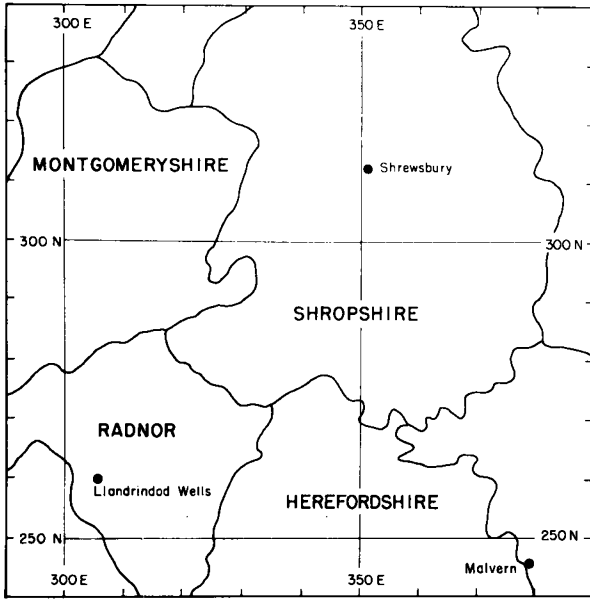 300 E
350 E
MONTGOMERYSHIRE
Shrewsbury
300 N
300 N
SHROPSHIRE
RADNOR
Llandrindod Wells
HEREFORDSHIRE
250 N
250 N
Malvern
300 E
350 E